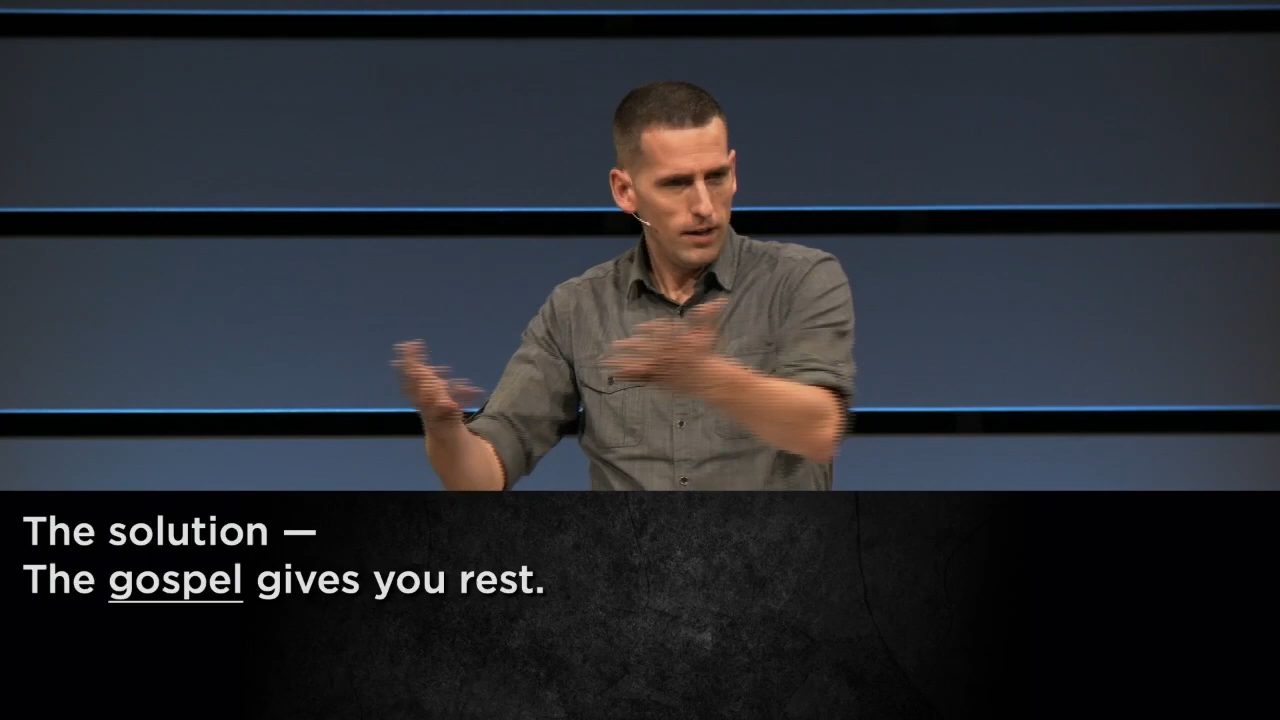 The solution —
The gospel gives you rest.